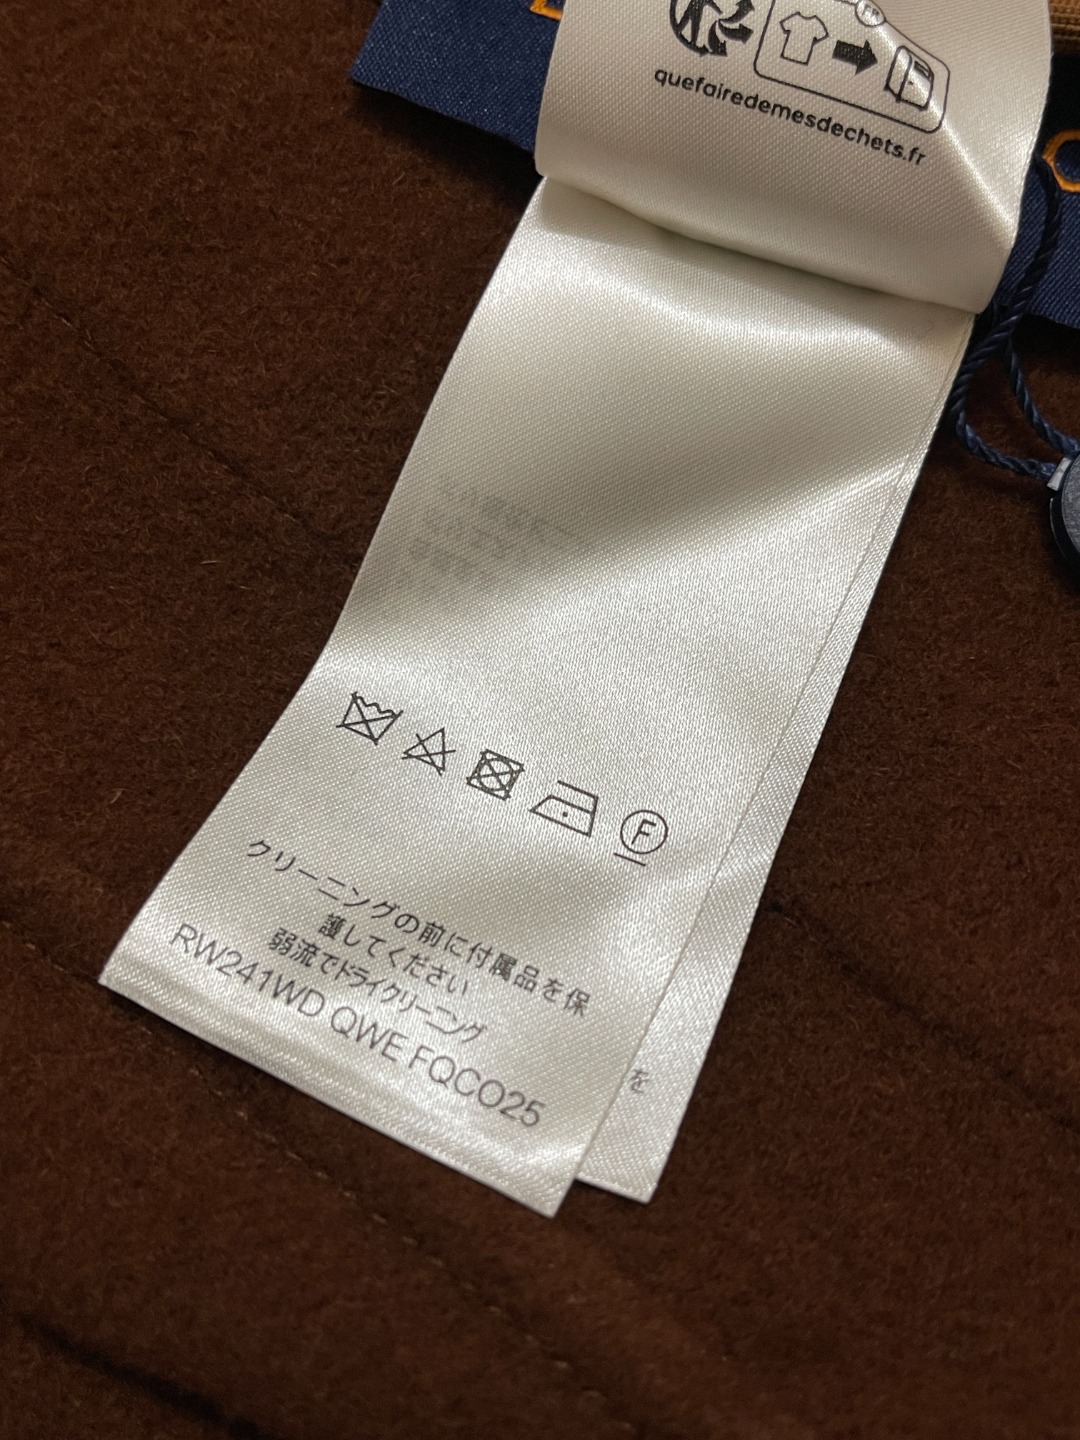 FR
quefairedemesdechets.fr
F
クリーニングの前に付属品を保
護してください
弱流でドライクリーニング
RW241WD QWE FQCO25
を